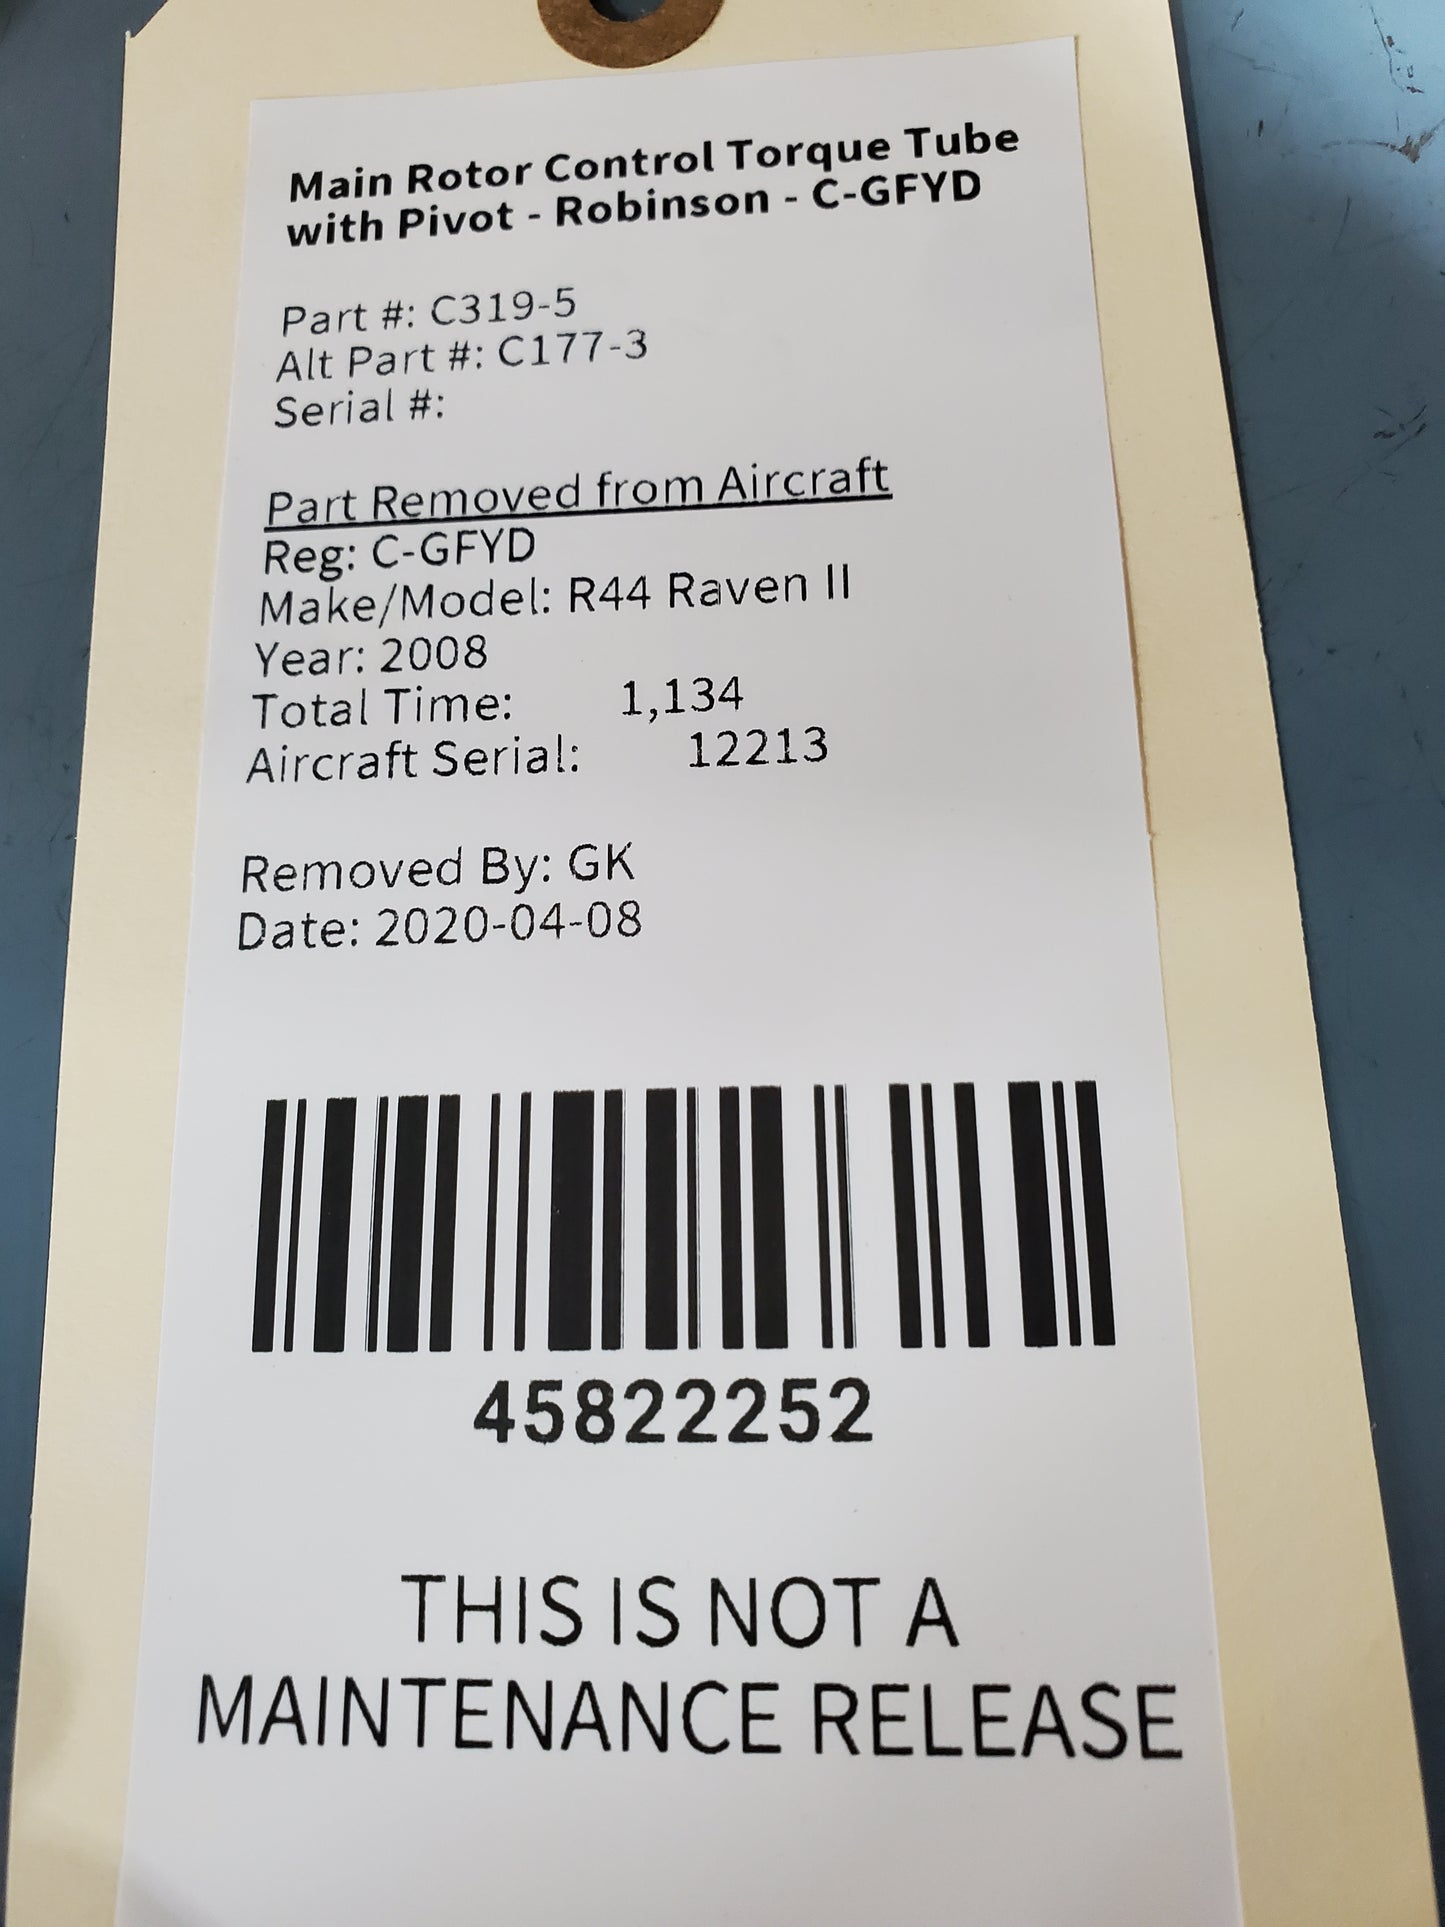 Main Rotor Control Torque Tube
with Pivot - Robinson - C-GFYD
Part #: C319-5
Alt Part #: C177-3
Serial #:
Part Removed from Aircraft
Reg: C-GFYD
Make/Model: R44 Raven II
Year: 2008
Total Time: 1,134
Aircraft Serial: 12213
Removed By: GK
Date: 2020-04-08
45822252
THIS IS NOT A
MAINTENANCE RELEASE